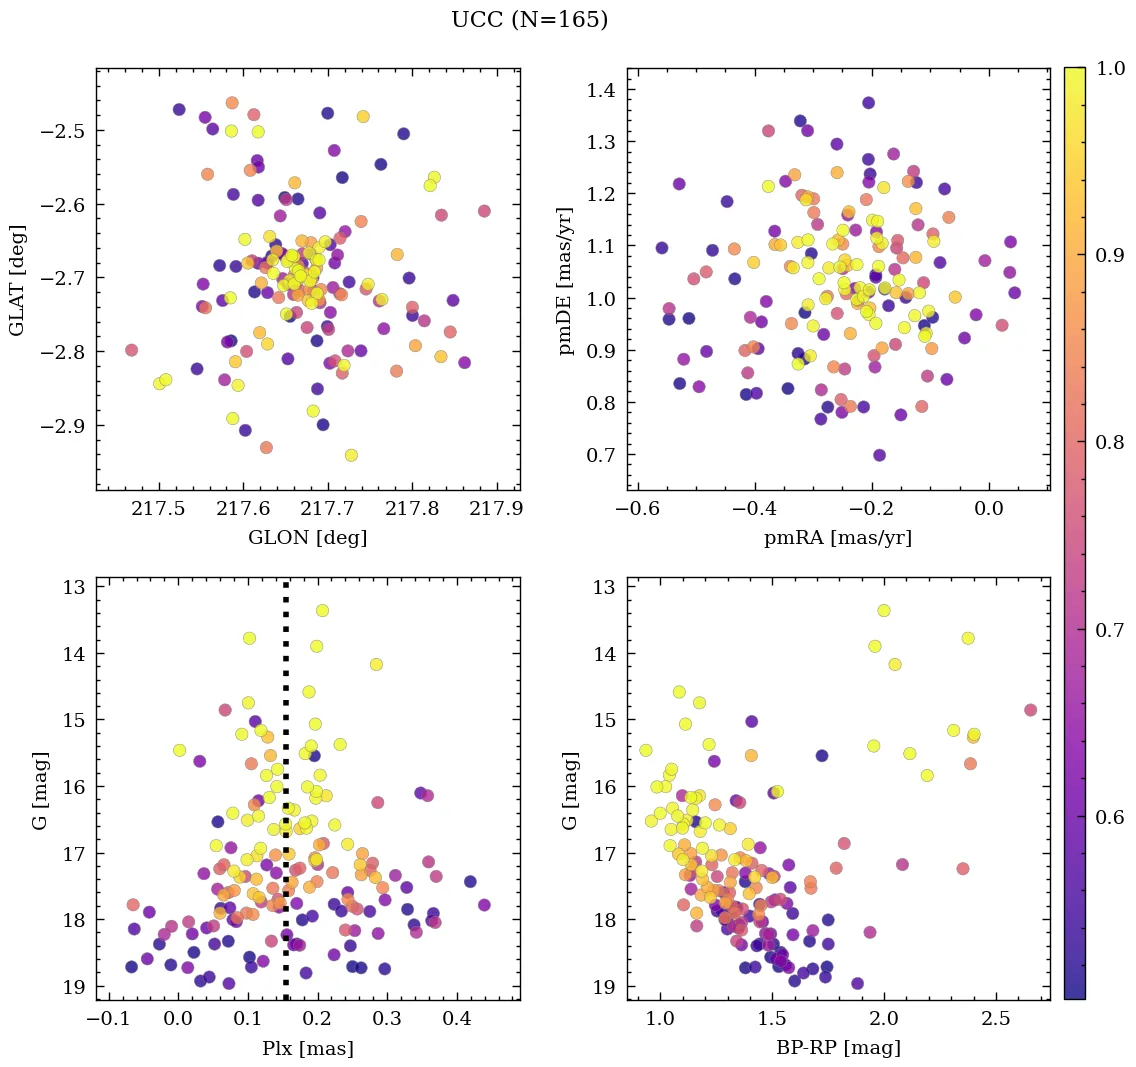 UCC (N=165)
−2.5
−2.6
−2.7
−2.8
−2.9
GLAT [deg]
217.5 217.6 217.7 217.8 217.9
GLON [deg]
1.4
1.3
1.2
1.1
1.0
0.9
0.8
0.7
pmDE [mas/yr]
−0.6 −0.4 −0.2 0.0
pmRA [mas/yr]
13
14
15
16
17
18
19
G [mag]
−0.1 0.0 0.1 0.2 0.3 0.4
Plx [mas]
13
14
15
16
17
18
19
G [mag]
1.0 1.5 2.0 2.5
BP-RP [mag]
1.0
0.9
0.8
0.7
0.6